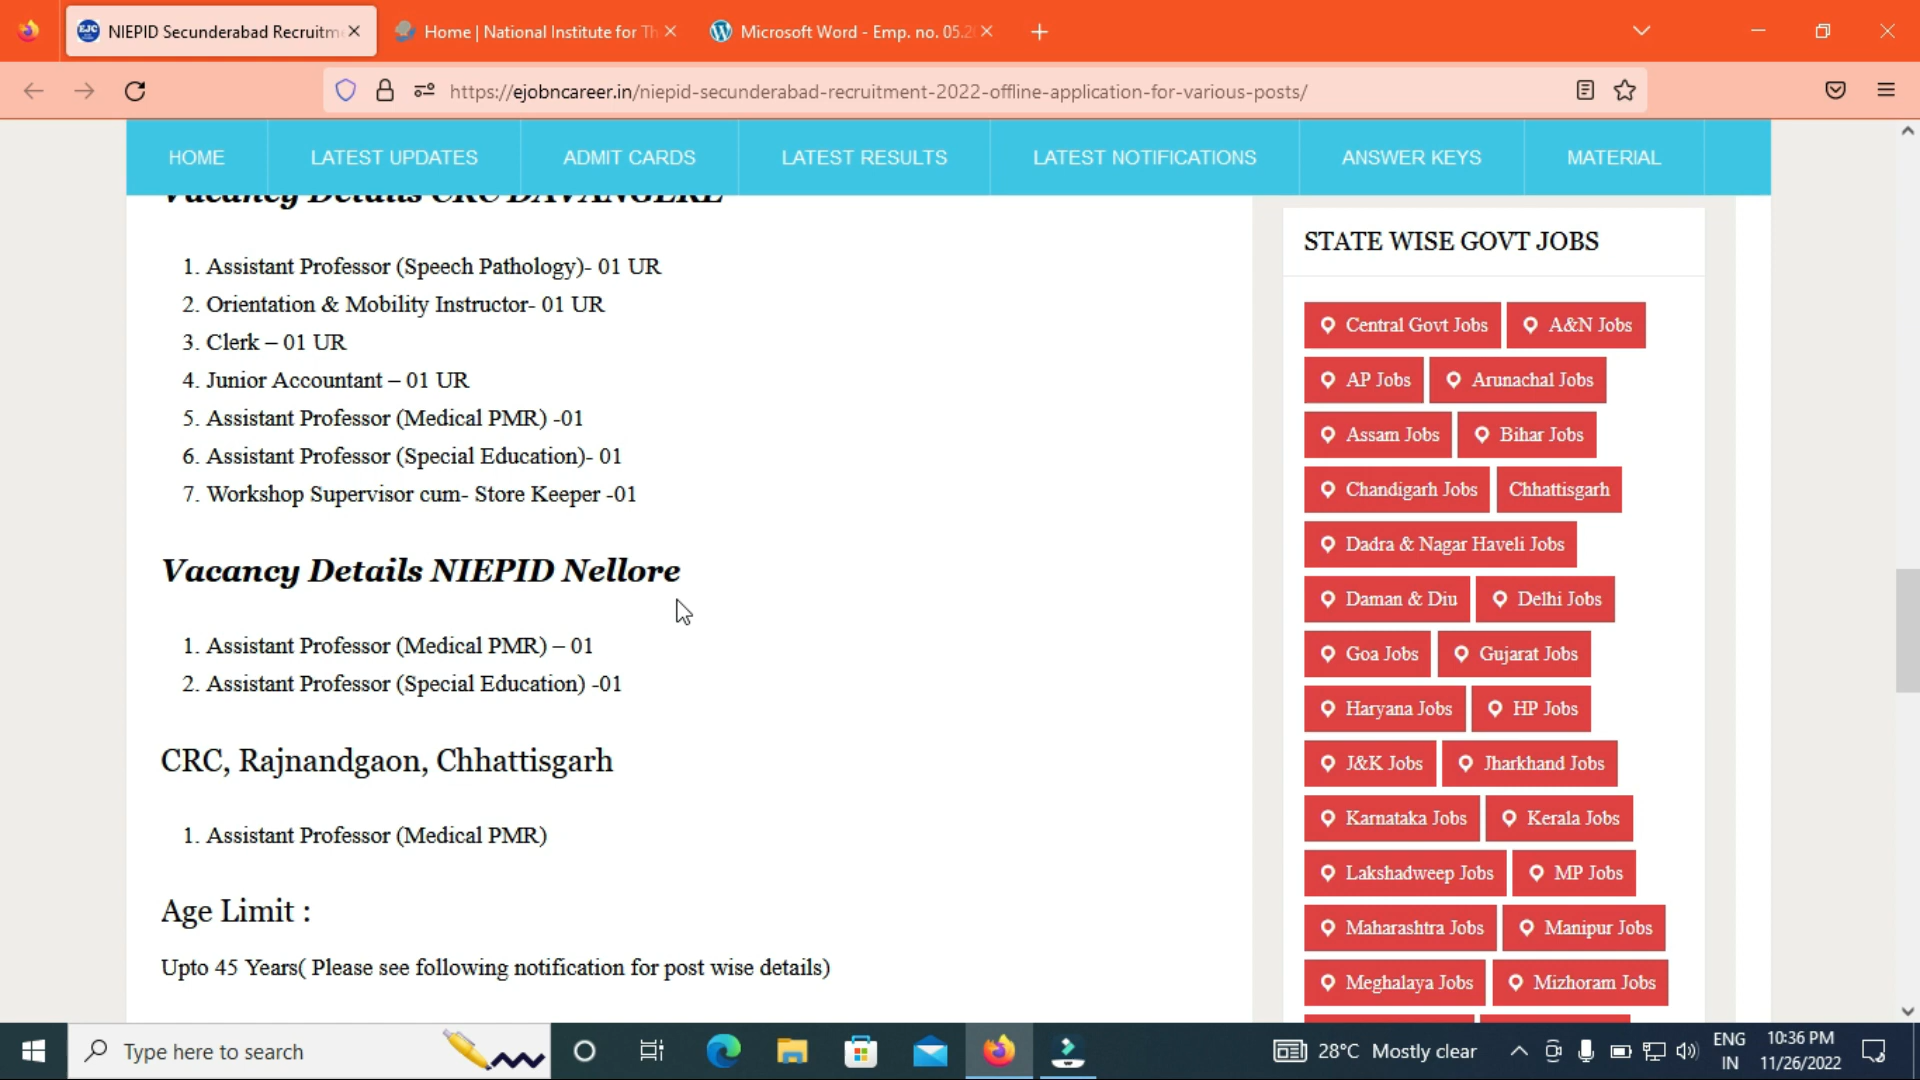 NIEPID Secunderabad Recruitm
Home | National Institute for Th
Microsoft Word - Emp. no. 05.2
https://ejobncareer.in/niepid-secunderabad-recruitment-2022-offline-application-for-various-posts/
HOME LATEST UPDATES ADMIT CARDS LATEST RESULTS LATEST NOTIFICATIONS ANSWER KEYS MATERIAL
Vacancy Details CRC DAVANGERE
1. Assistant Professor (Speech Pathology)- 01 UR
2. Orientation & Mobility Instructor- 01 UR
3. Clerk – 01 UR
4. Junior Accountant – 01 UR
5. Assistant Professor (Medical PMR) -01
6. Assistant Professor (Special Education)- 01
7. Workshop Supervisor cum- Store Keeper -01
Vacancy Details NIEPID Nellore
1. Assistant Professor (Medical PMR) – 01
2. Assistant Professor (Special Education) -01
CRC, Rajnandgaon, Chhattisgarh
1. Assistant Professor (Medical PMR)
Age Limit :
Upto 45 Years( Please see following notification for post wise details)
STATE WISE GOVT JOBS
Central Govt Jobs A&N Jobs
AP Jobs Arunachal Jobs
Assam Jobs Bihar Jobs
Chandigarh Jobs Chhattisgarh
Dadra & Nagar Haveli Jobs
Daman & Diu Delhi Jobs
Goa Jobs Gujarat Jobs
Haryana Jobs HP Jobs
J&K Jobs Jharkhand Jobs
Karnataka Jobs Kerala Jobs
Lakshadweep Jobs MP Jobs
Maharashtra Jobs Manipur Jobs
Meghalaya Jobs Mizhoram Jobs
Type here to search
28°C Mostly clear
ENG
IN
10:36 PM
11/26/2022